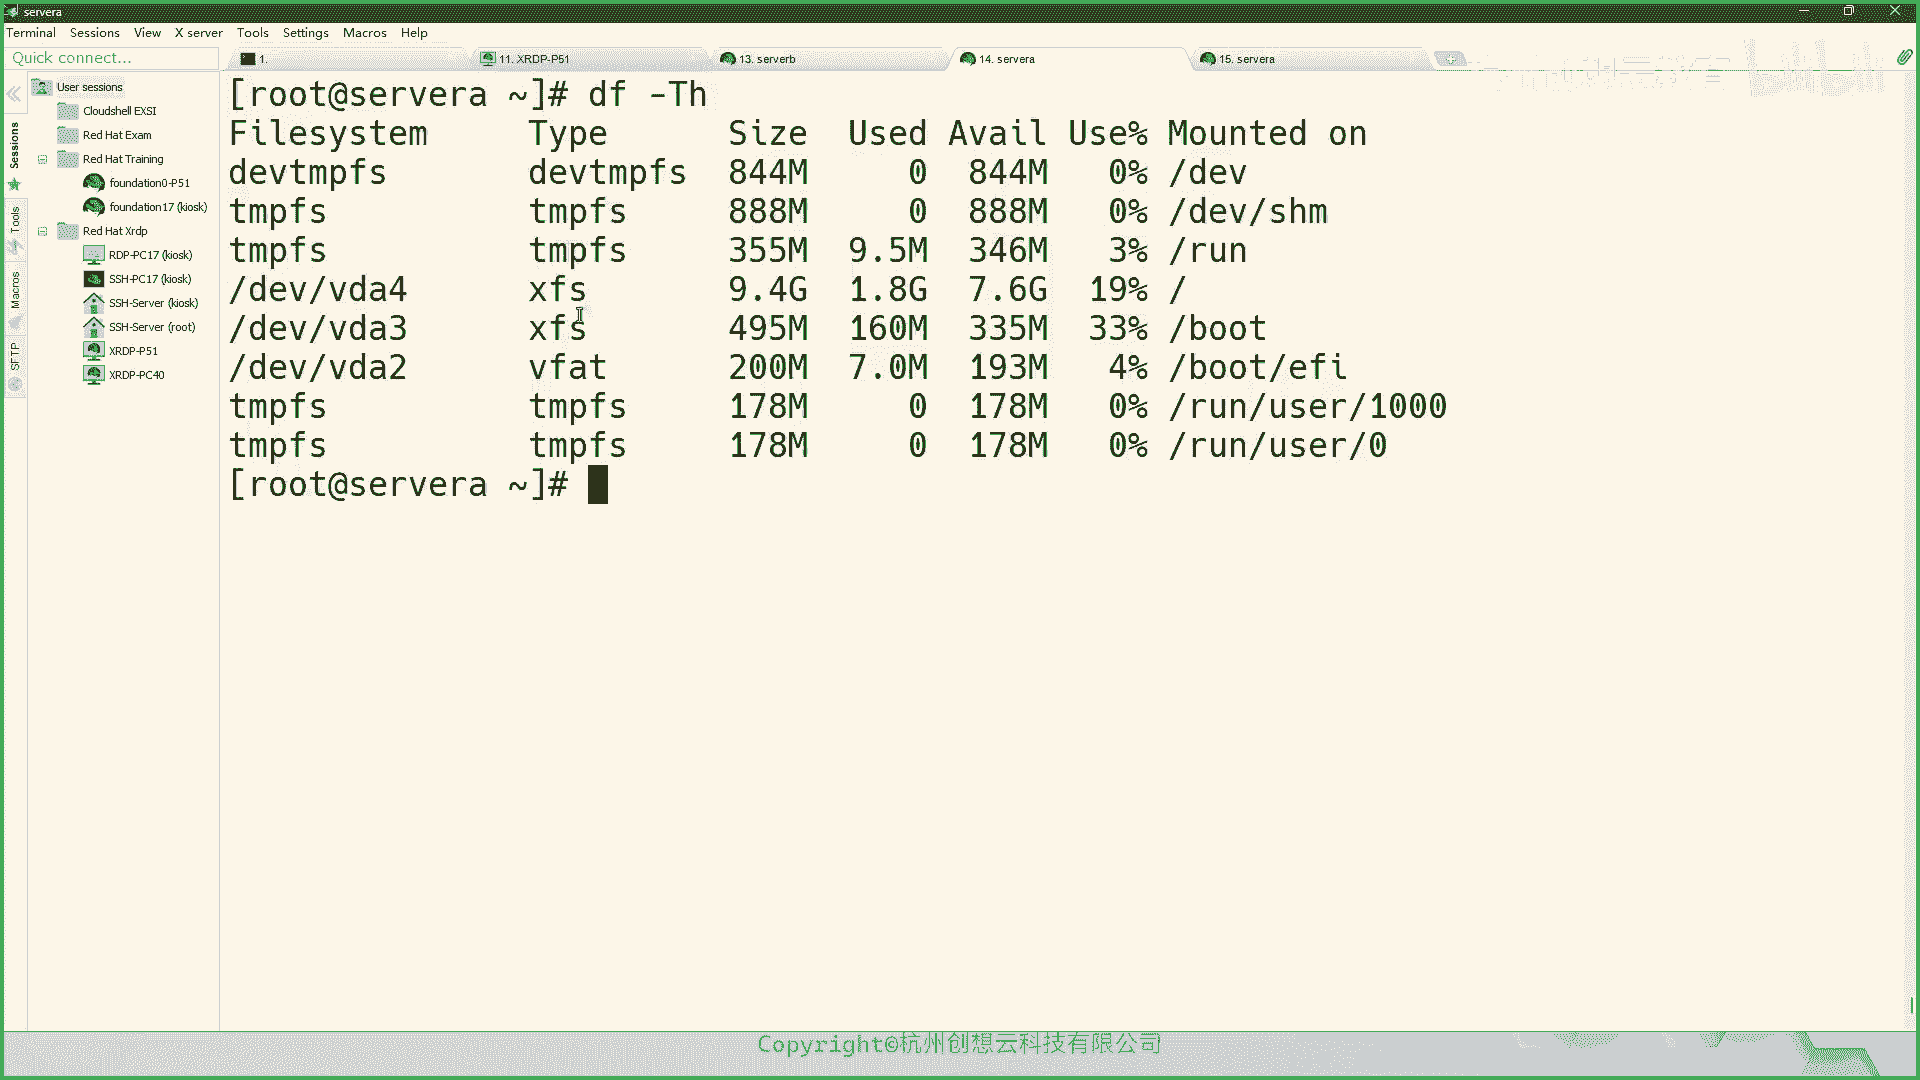 servera
Terminal Sessions View X server Tools Settings Macros Help
Quick connect...
1. 11. XRDP-P51 13. serverb 14. servera 15. servera
Sessions
Tools
Macros
SFTP
User sessions
Cloudshell EXSI
Red Hat Exam
Red Hat Training
foundation0-P51
foundation17 (kiosk)
Red Hat Xrdp
RDP-PC17 (kiosk)
SSH-PC17 (kiosk)
SSH-Server (kiosk)
SSH-Server (root)
XRDP-P51
XRDP-PC40
[root@servera ~]# df -Th
Filesystem Type Size Used Avail Use% Mounted on
devtmpfs devtmpfs 844M 0 844M 0% /dev
tmpfs tmpfs 888M 0 888M 0% /dev/shm
tmpfs tmpfs 355M 9.5M 346M 3% /run
/dev/vda4 xfs 9.4G 1.8G 7.6G 19% /
/dev/vda3 xfs 495M 160M 335M 33% /boot
/dev/vda2 vfat 200M 7.0M 193M 4% /boot/efi
tmpfs tmpfs 178M 0 178M 0% /run/user/1000
tmpfs tmpfs 178M 0 178M 0% /run/user/0
[root@servera ~]#
Copyright©杭州创想云科技有限公司